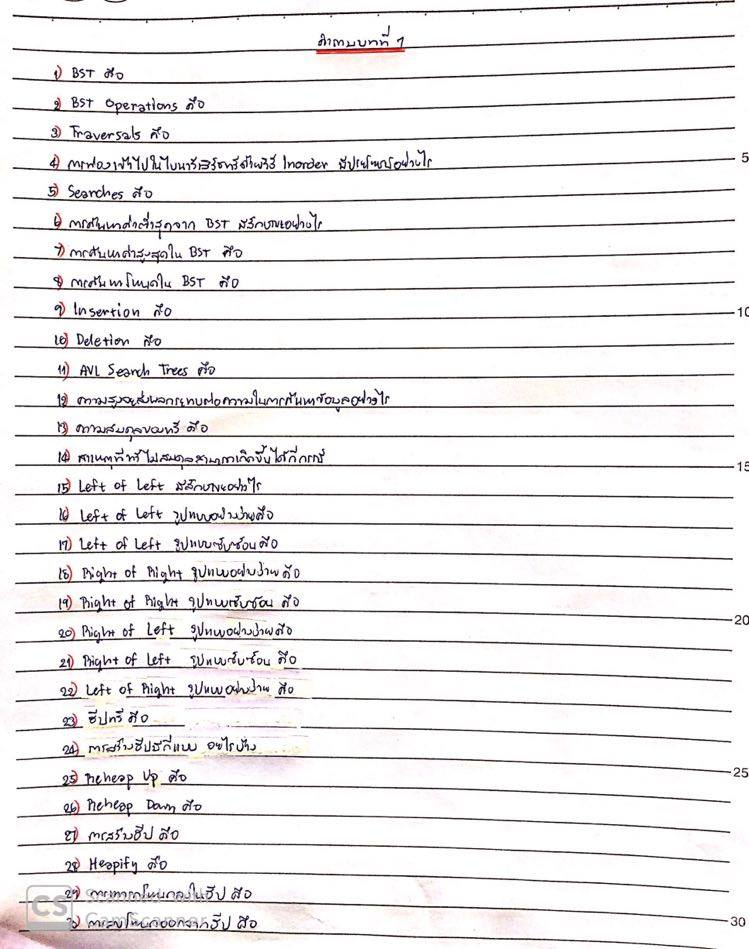 คำถามบทที่ 7
1) BST คือ
2) BST Operations คือ
3) Traversals คือ
4) การท่องเข้าไปในไบนารีเสิร์ชทรีด้วยวิธี Inorder มีประโยชน์อย่างไร
5) Searches คือ
6) การค้นหาค่าต่ำสุดจาก BST มีลักษณะอย่างไร
7) การค้นหาค่าสูงสุดใน BST คือ
8) การค้นหาโหนดใน BST คือ
9) Insertion คือ
10) Deletion คือ
11) AVL Search Trees คือ
12) ความสูงจะส่งผลกระทบต่อความในการค้นหาข้อมูลอย่างไร
13) ความสมดุลของทรี คือ
14) สาเหตุที่ทรีไม่สมดุลสามารถเกิดขึ้นได้กี่กรณี
15) Left of Left มีลักษณะอย่างไร
16) Left of Left รูปแบบอย่างง่ายคือ
17) Left of Left รูปแบบซับซ้อนคือ
18) Right of Right รูปแบบอย่างง่าย คือ
19) Right of Right รูปแบบซับซ้อน คือ
20) Right of Left รูปแบบอย่างง่ายคือ
21) Right of Left รูปแบบซับซ้อน คือ
22) Left of Right รูปแบบอย่างง่าย คือ
23) ฮีปทรี คือ
24) การสร้างฮีปมีกี่แบบ อะไรบ้าง
25) Reheap Up คือ
26) Reheap Down คือ
27) การสร้างฮีป คือ
28) Heapify คือ
29) การแทรกโหนดลงในฮีป คือ
30) การลบโหนดออกจากฮีป คือ
5
10
15
20
25
30
CS
CamScanner